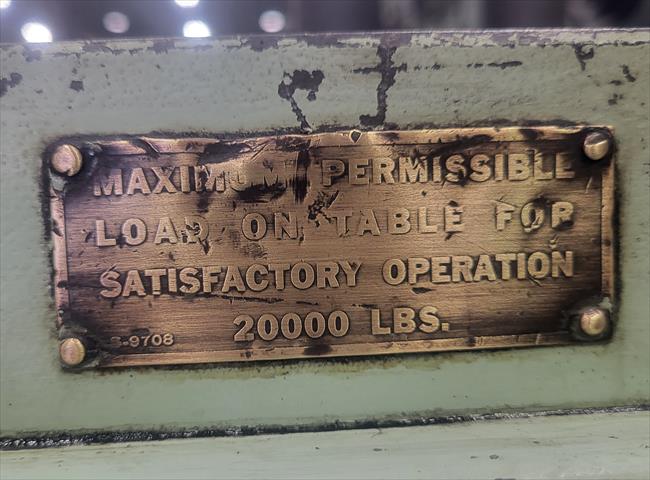 MAXIMUM PERMISSIBLE
LOAD ON TABLE FOR
SATISFACTORY OPERATION
20000 LBS.
S-9708